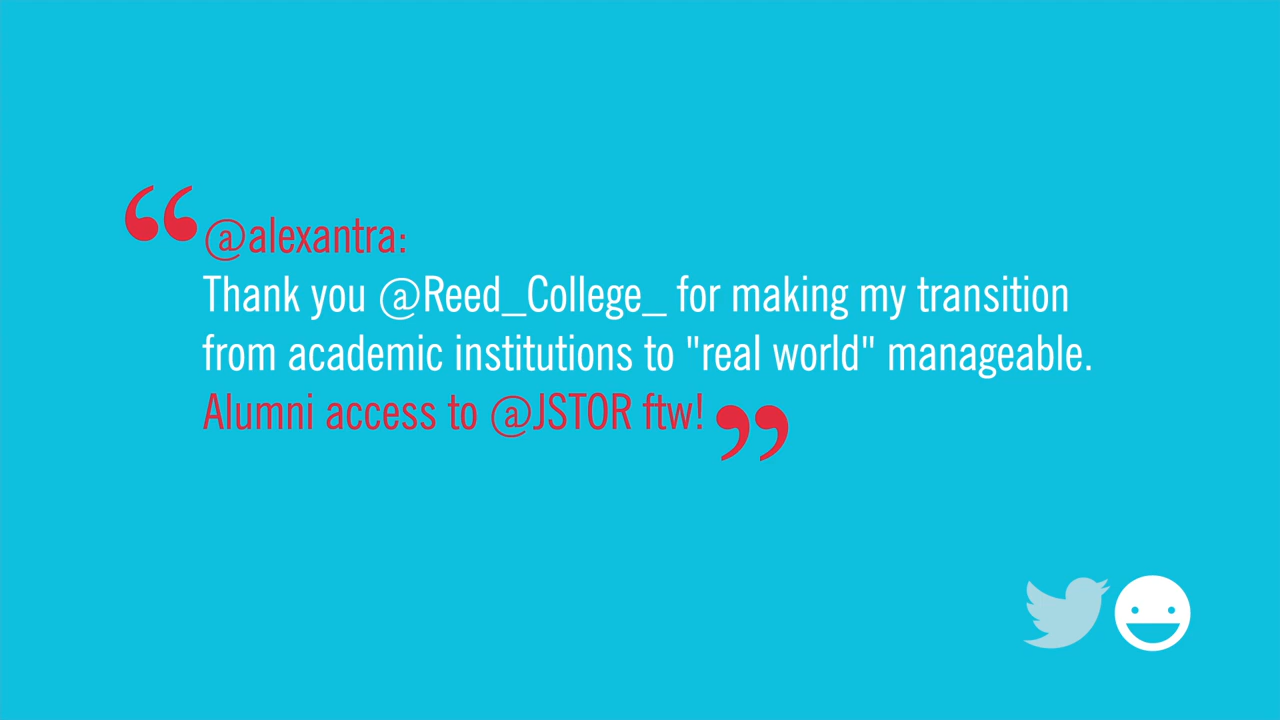 “@alexantra:
Thank you @Reed_College_ for making my transition
from academic institutions to "real world" manageable.
Alumni access to @JSTOR ftw!”